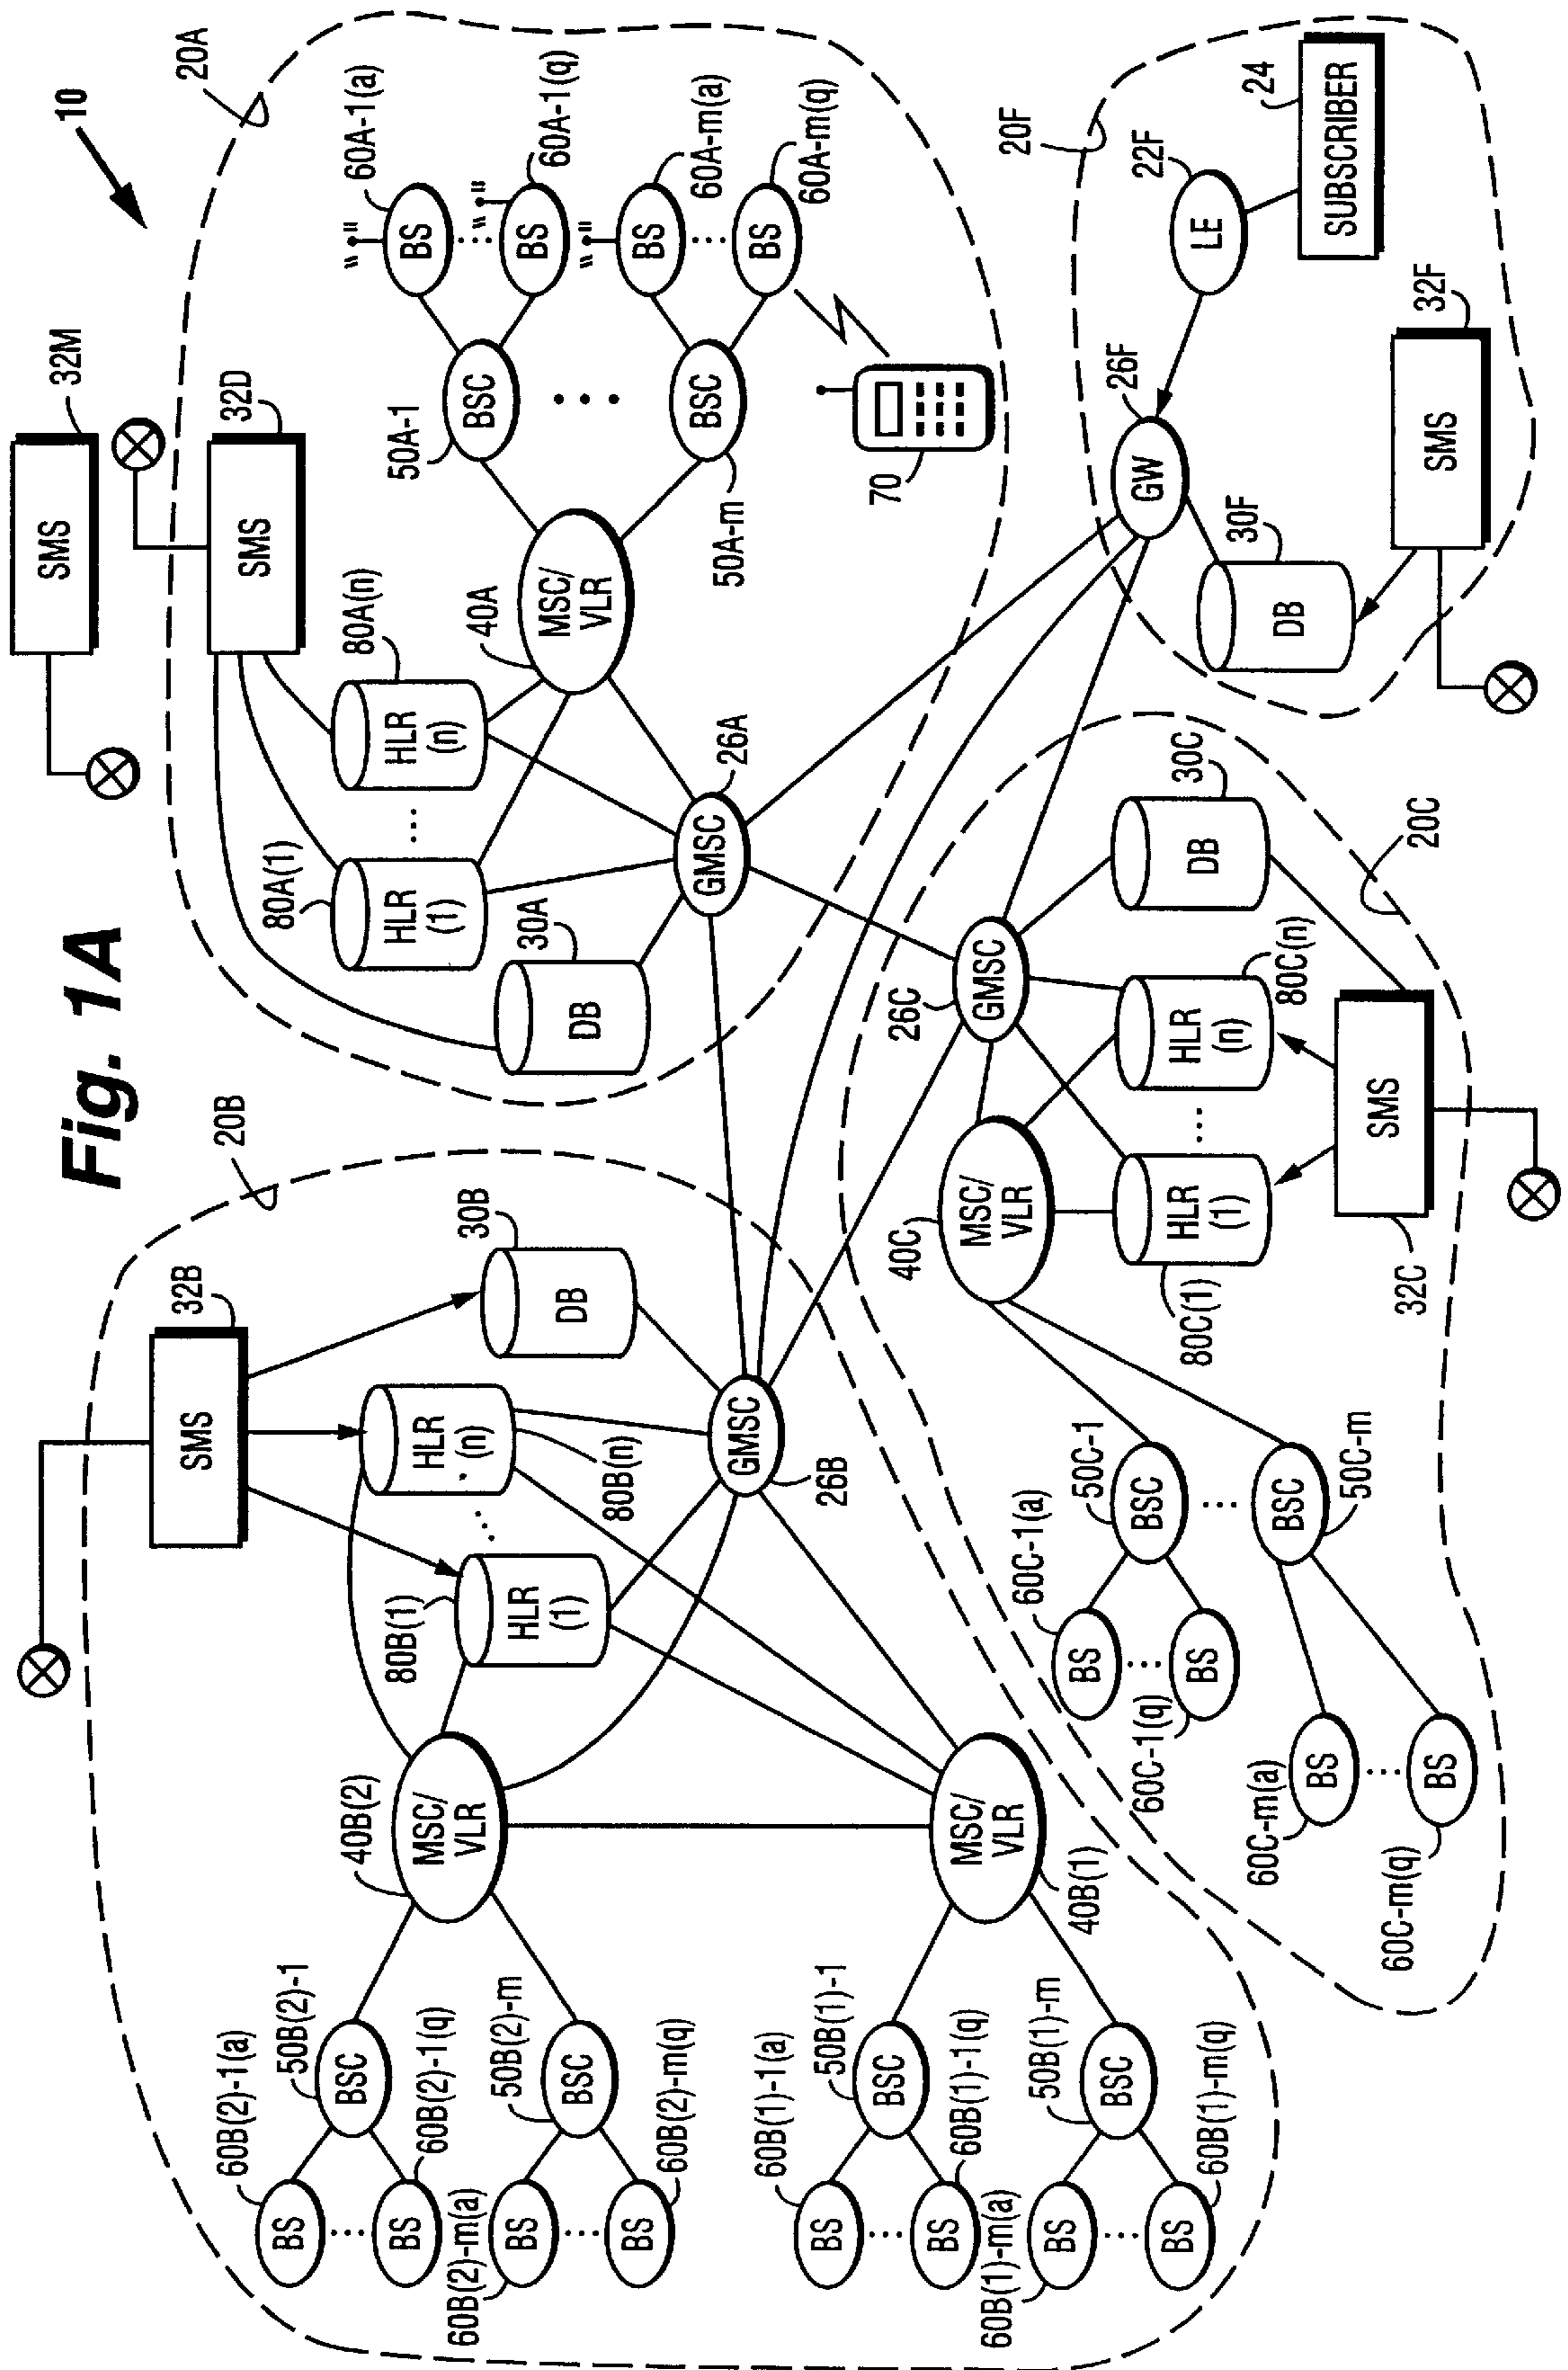 Fig. 1A
10
20B
20A
32M
SMS
32D
SMS
32B
SMS
30B
DB
HLR
(n)
80B(n)
80B(1)
HLR
(1)
GMSC
26B
40B(2)
MSC/
VLR
MSC/
VLR
40B(1)
50B(2)-1
BSC
60B(2)-1(a)
BS
60B(2)-1(q)
BS
50B(2)-m
BSC
60B(2)-m(a)
BS
60B(2)-m(q)
BS
50B(1)-1
BSC
60B(1)-1(a)
BS
60B(1)-1(q)
BS
50B(1)-m
BSC
60B(1)-m(a)
BS
60B(1)-m(q)
BS
80A(1)
HLR
(1)
80A(n)
HLR
(n)
30A
DB
GMSC
26A
40A
MSC/
VLR
50A-1
BSC
BSC
50A-m
60A-1(a)
BS
60A-1(q)
BS
60A-m(a)
BS
60A-m(q)
BS
70
26C
GMSC
30C
DB
20C
40C
MSC/
VLR
80C(1)
HLR
(1)
80C(n)
HLR
(n)
SMS
32C
50C-1
BSC
50C-m
BSC
60C-1(a)
BS
60C-1(q)
BS
60C-m(a)
BS
60C-m(q)
BS
20F
22F
LE
24
SUBSCRIBER
26F
GW
30F
DB
32F
SMS